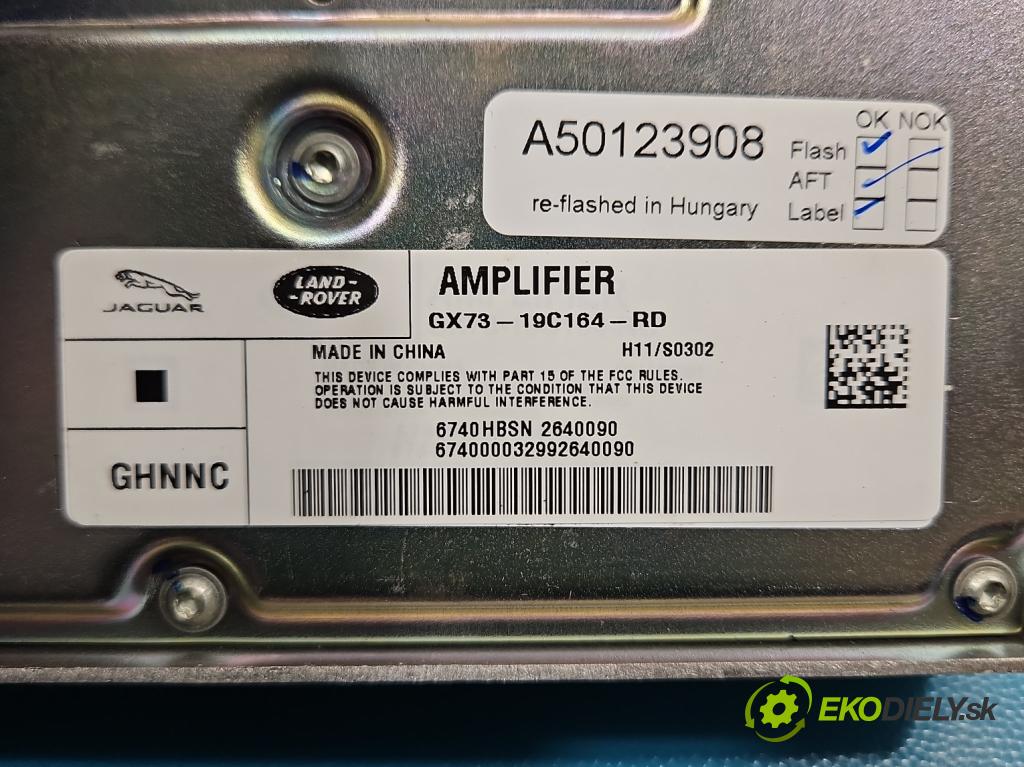 OK NOK
A50123908
Flash
AFT
re-flashed in Hungary
Label
JAGUAR
LAND-
-ROVER
AMPLIFIER
GX73-19C164-RD
MADE IN CHINA
H11/S0302
THIS DEVICE COMPLIES WITH PART 15 OF THE FCC RULES.
OPERATION IS SUBJECT TO THE CONDITION THAT THIS DEVICE
DOES NOT CAUSE HARMFUL INTERFERENCE.
6740HBSN 2640090
674000032992640090
GHNNC
EKODIELY.sk